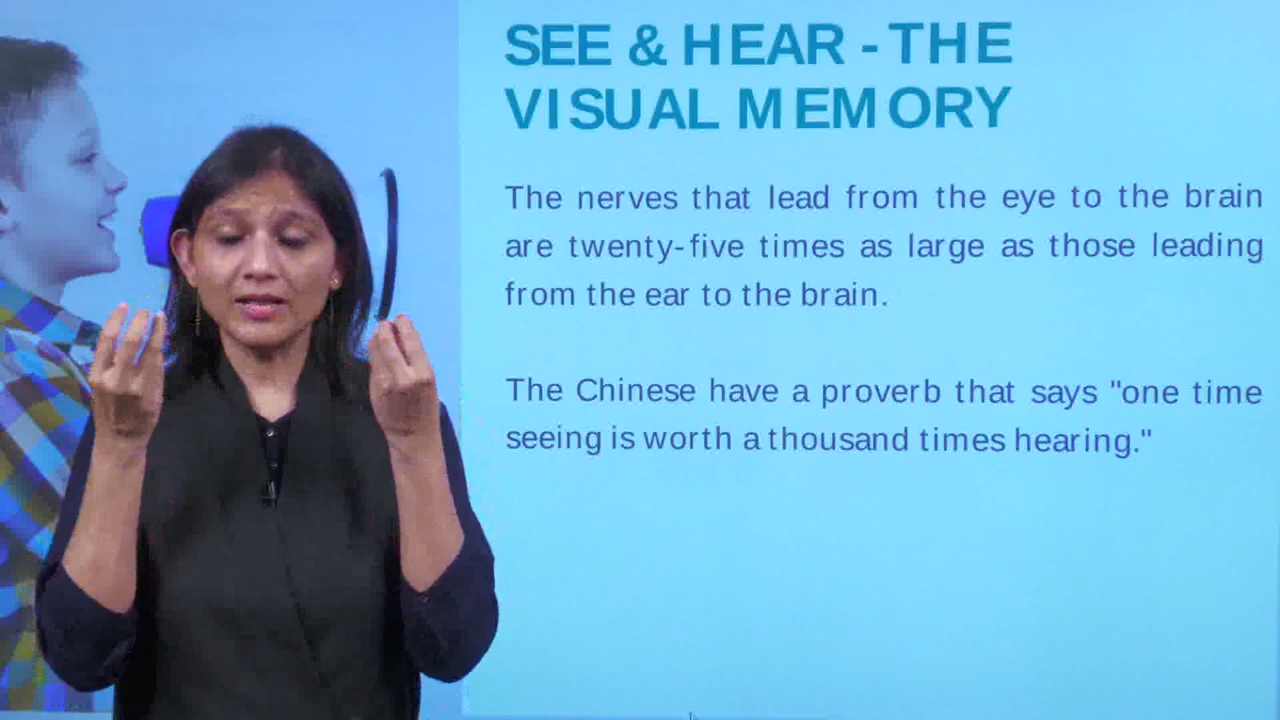 SEE & HEAR - THE
VISUAL MEMORY
The nerves that lead from the eye to the brain
are twenty-five times as large as those leading
from the ear to the brain.
The Chinese have a proverb that says "one time
seeing is worth a thousand times hearing."